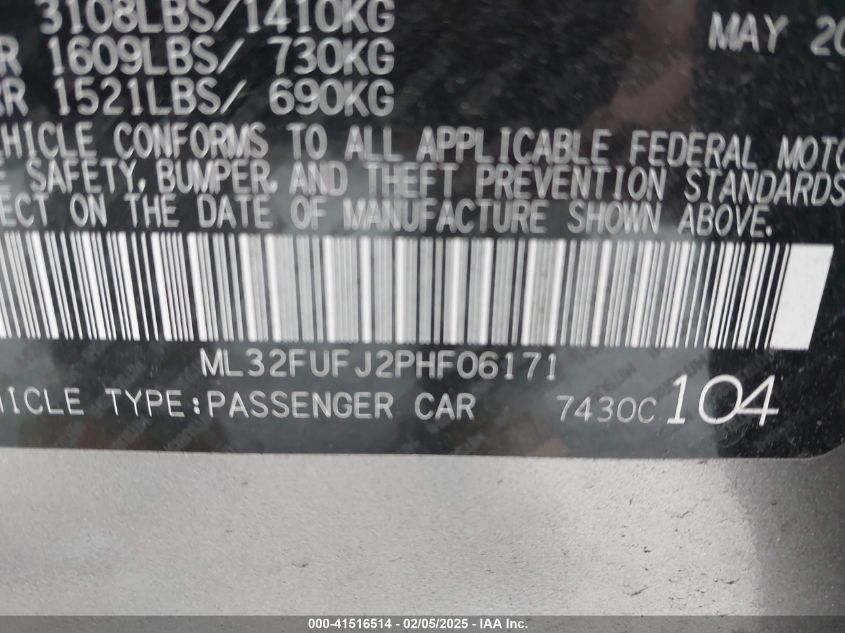 3108LBS/1410KG
MAY 20
R 1609LBS/ 730KG
RR 1521LBS/ 690KG
EHICLE CONFORMS TO ALL APPLICABLE FEDERAL MOTO
E SAFETY, BUMPER, AND THEFT PREVENTION STANDARDS
ECT ON THE DATE OF MANUFACTURE SHOWN ABOVE.
ML32FUFJ2PHF06171
HICLE TYPE:PASSENGER CAR 7430C 104
000-41516514 - 02/05/2025 - IAA Inc.